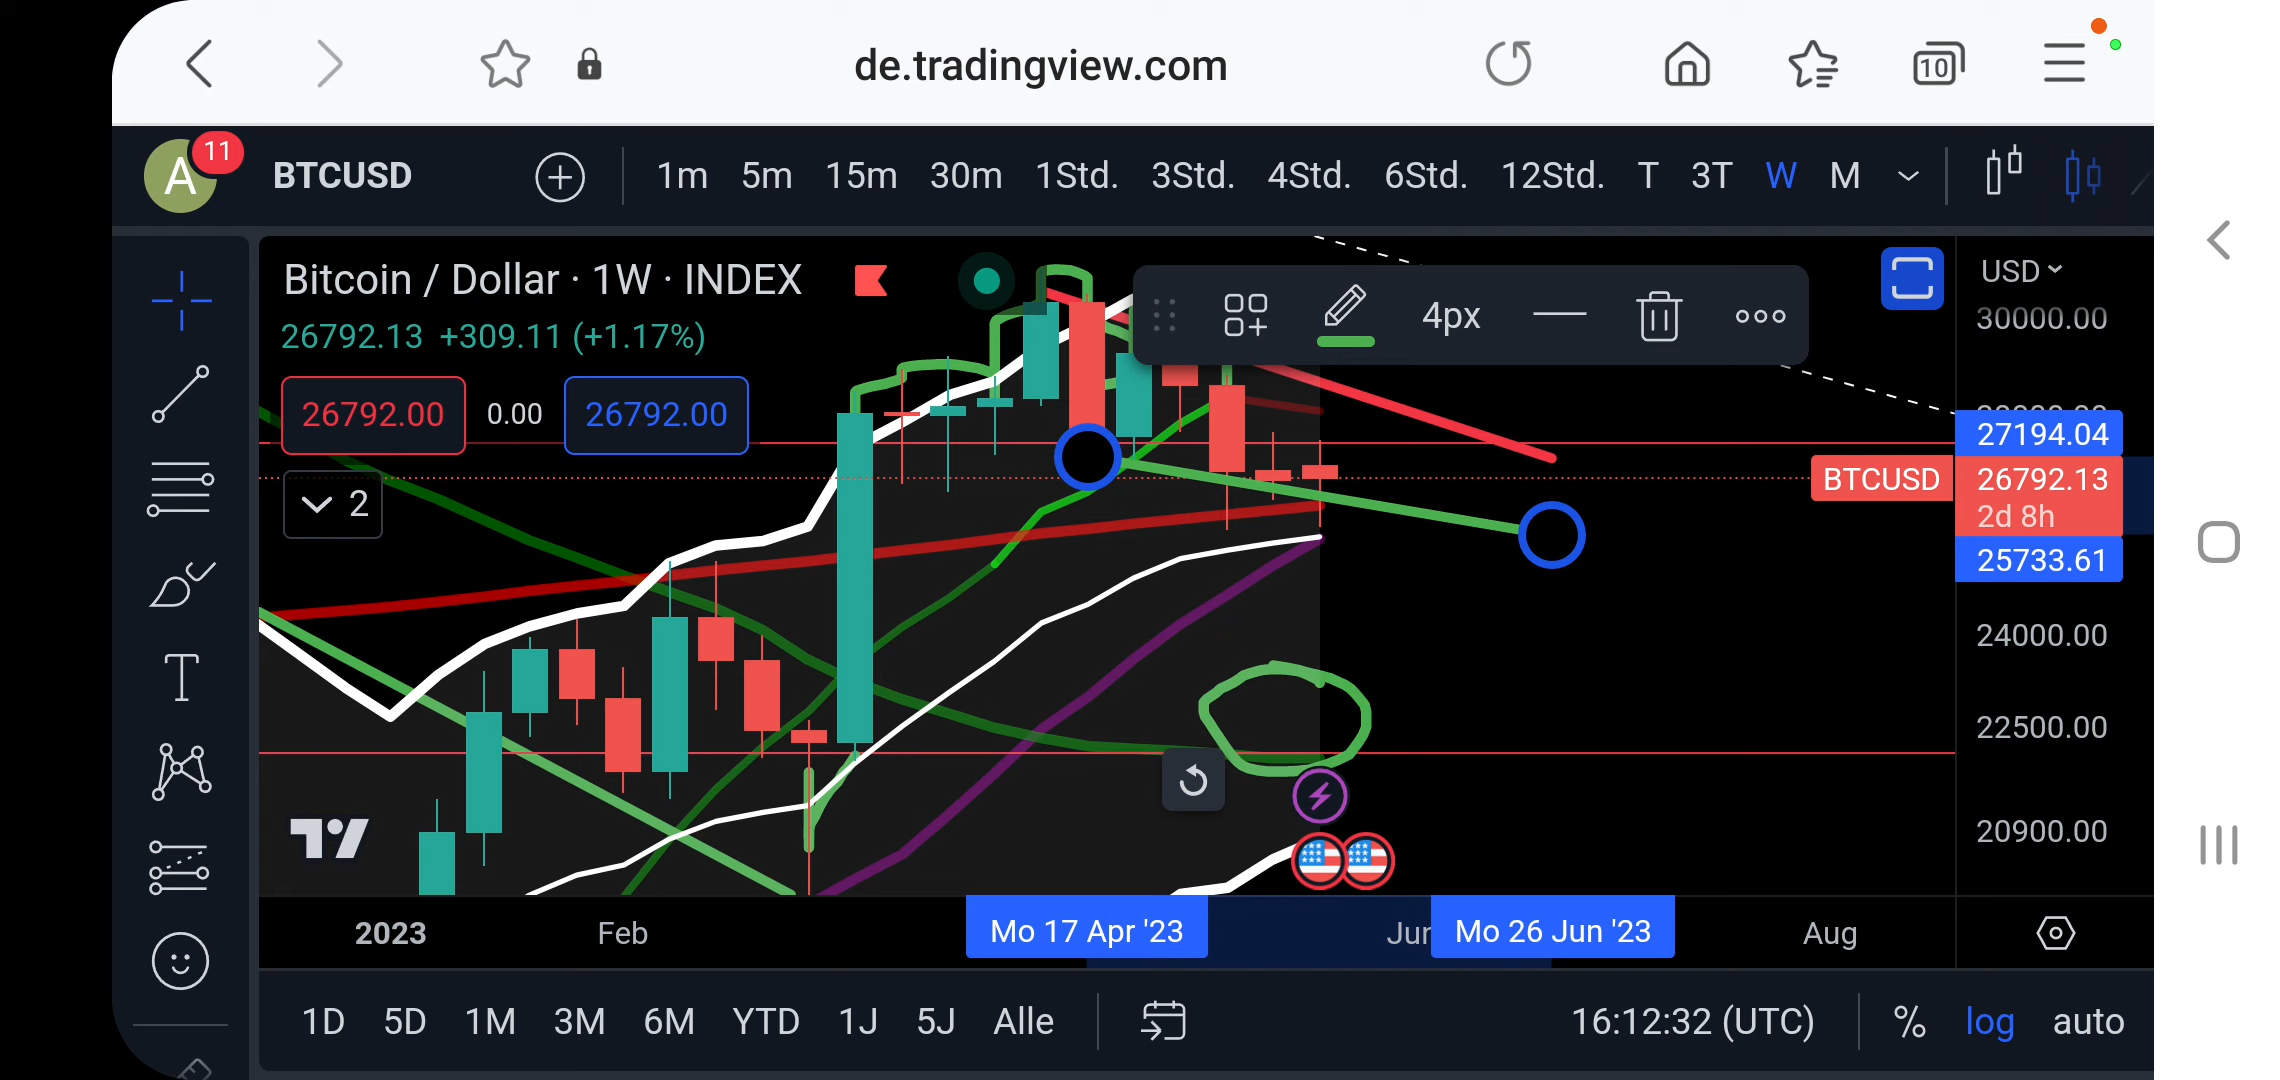 de.tradingview.com
10
A
11
BTCUSD
1m 5m 15m 30m 1Std. 3Std. 4Std. 6Std. 12Std. T 3T W M
Bitcoin / Dollar · 1W · INDEX
USD
26792.13 +309.11 (+1.17%)
4px
30000.00
26792.00 0.00 26792.00
27194.04
BTCUSD 26792.13
2d 8h
2
25733.61
24000.00
22500.00
20900.00
2023 Feb Mo 17 Apr '23 Jun Mo 26 Jun '23 Aug
1D 5D 1M 3M 6M YTD 1J 5J Alle 16:12:32 (UTC) % log auto